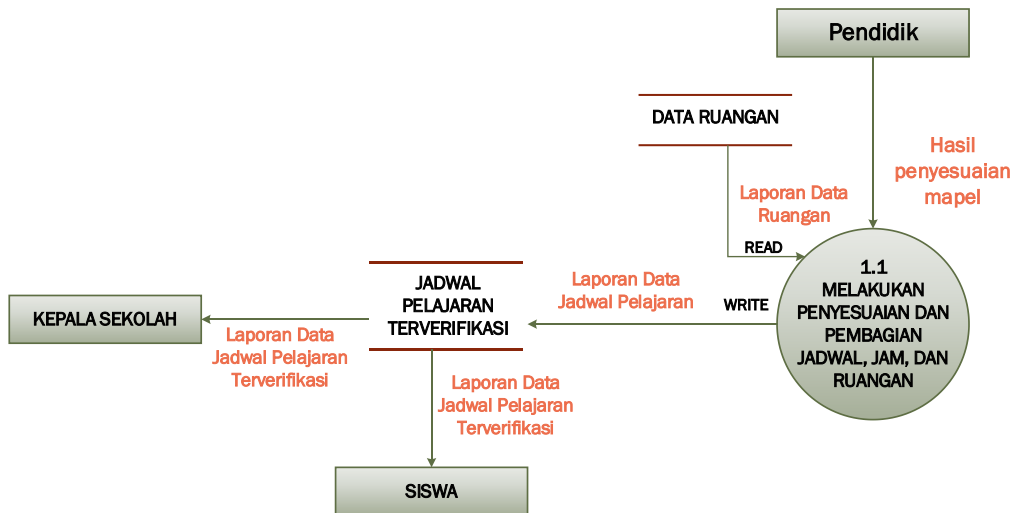 Pendidik
DATA RUANGAN
Hasil
penyesuaian
mapel
Laporan Data
Ruangan
READ
1.1
MELAKUKAN
PENYESUAIAN DAN
PEMBAGIAN
JADWAL, JAM, DAN
RUANGAN
Laporan Data
Jadwal Pelajaran
WRITE
JADWAL
PELAJARAN
TERVERIFIKASI
KEPALA SEKOLAH
Laporan Data
Jadwal Pelajaran
Terverifikasi
Laporan Data
Jadwal Pelajaran
Terverifikasi
SISWA